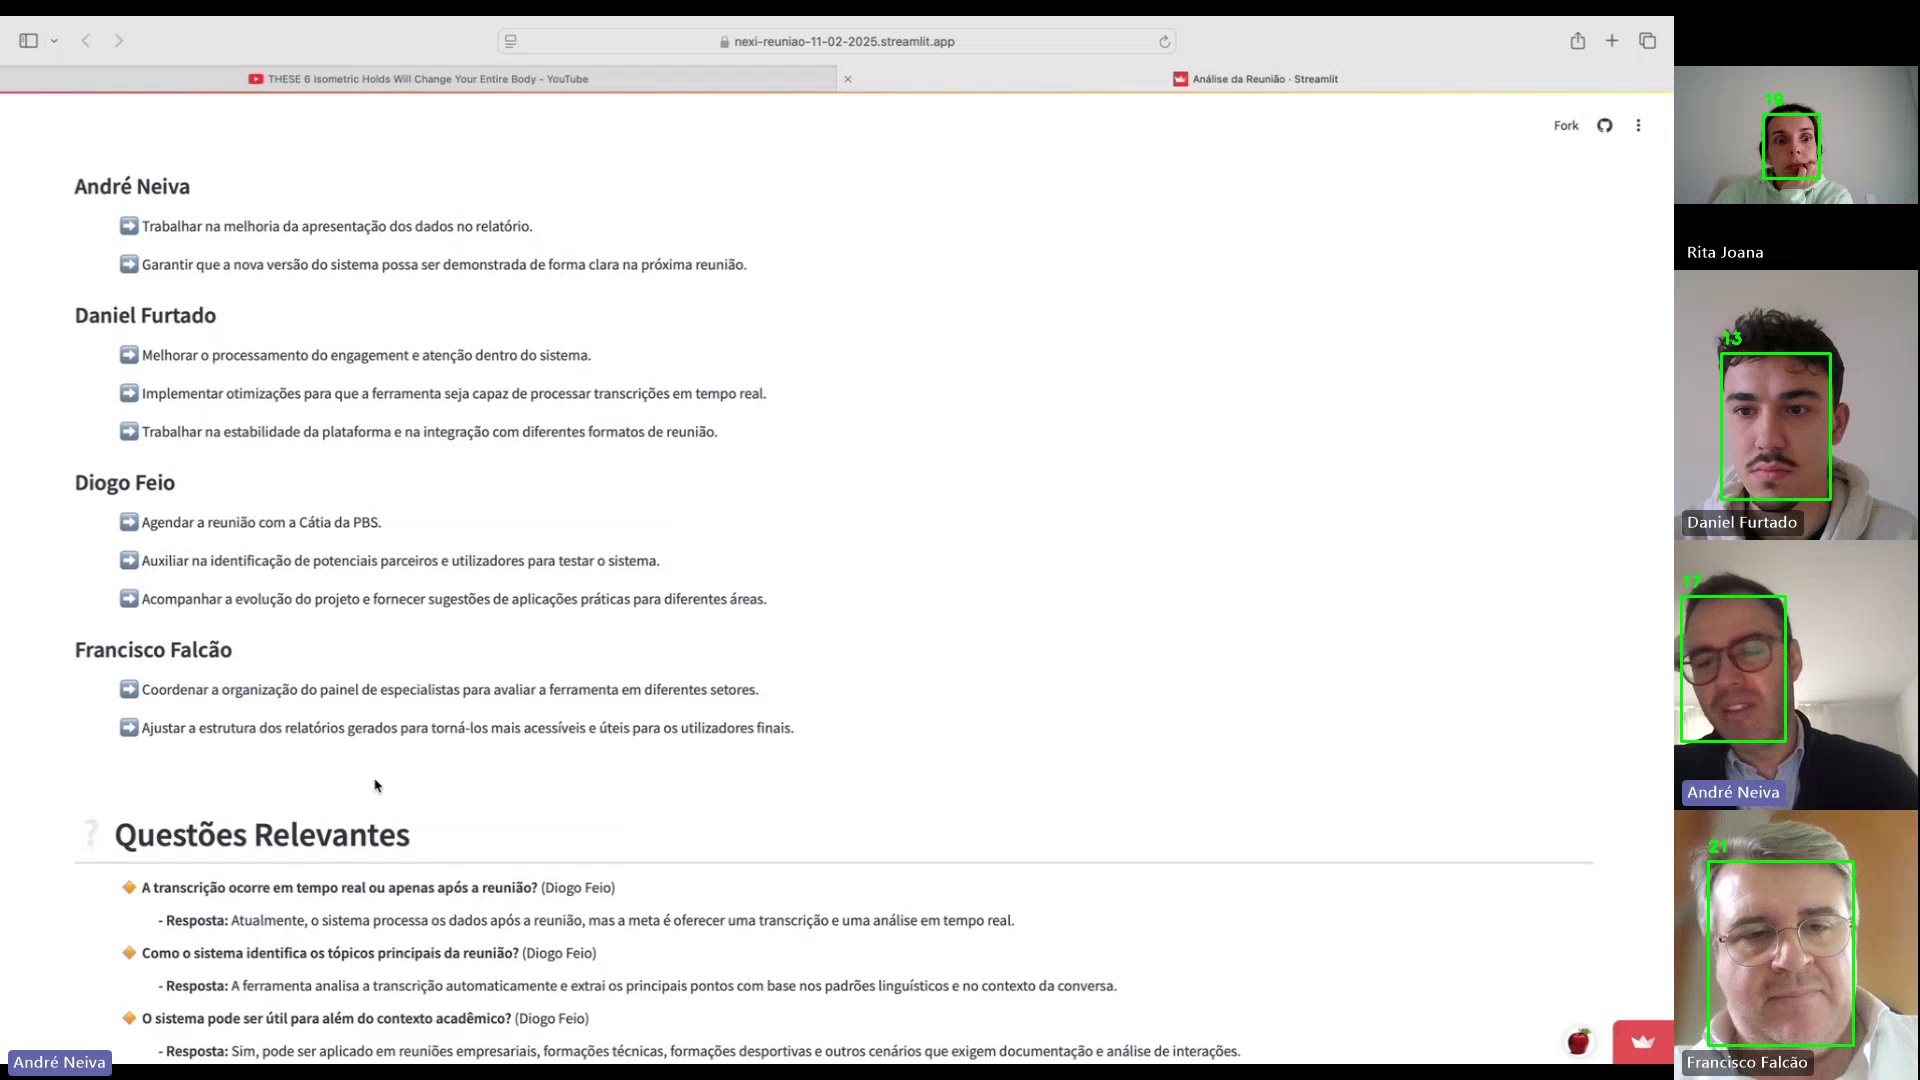 nexi-reuniao-11-02-2025.streamlit.app
THESE 6 Isometric Holds Will Change Your Entire Body - YouTube
Análise da Reunião · Streamlit
Fork
André Neiva
Trabalhar na melhoria da apresentação dos dados no relatório.
Garantir que a nova versão do sistema possa ser demonstrada de forma clara na próxima reunião.
Daniel Furtado
Melhorar o processamento do engagement e atenção dentro do sistema.
Implementar otimizações para que a ferramenta seja capaz de processar transcrições em tempo real.
Trabalhar na estabilidade da plataforma e na integração com diferentes formatos de reunião.
Diogo Feio
Agendar a reunião com a Cátia da PBS.
Auxiliar na identificação de potenciais parceiros e utilizadores para testar o sistema.
Acompanhar a evolução do projeto e fornecer sugestões de aplicações práticas para diferentes áreas.
Francisco Falcão
Coordenar a organização do painel de especialistas para avaliar a ferramenta em diferentes setores.
Ajustar a estrutura dos relatórios gerados para torná-los mais acessíveis e úteis para os utilizadores finais.
❔ Questões Relevantes
🔸 A transcrição ocorre em tempo real ou apenas após a reunião? (Diogo Feio)
- Resposta: Atualmente, o sistema processa os dados após a reunião, mas a meta é oferecer uma transcrição e uma análise em tempo real.
🔸 Como o sistema identifica os tópicos principais da reunião? (Diogo Feio)
- Resposta: A ferramenta analisa a transcrição automaticamente e extrai os principais pontos com base nos padrões linguísticos e no contexto da conversa.
🔸 O sistema pode ser útil para além do contexto acadêmico? (Diogo Feio)
- Resposta: Sim, pode ser aplicado em reuniões empresariais, formações técnicas, formações desportivas e outros cenários que exigem documentação e análise de interações.
André Neiva
19
Rita Joana
13
Daniel Furtado
17
André Neiva
21
Francisco Falcão